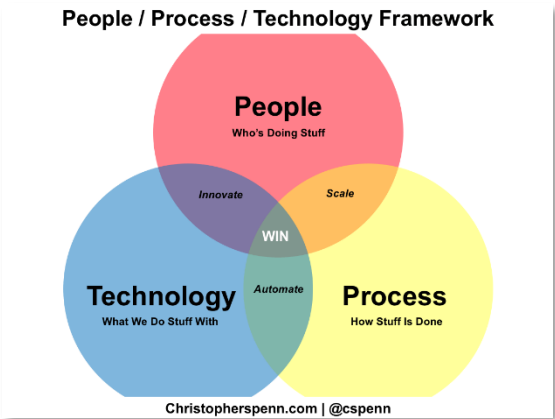 People / Process / Technology Framework
People
Who's Doing Stuff
Innovate
Scale
WIN
Technology
What We Do Stuff With
Automate
Process
How Stuff Is Done
Christopherspenn.com | @cspenn